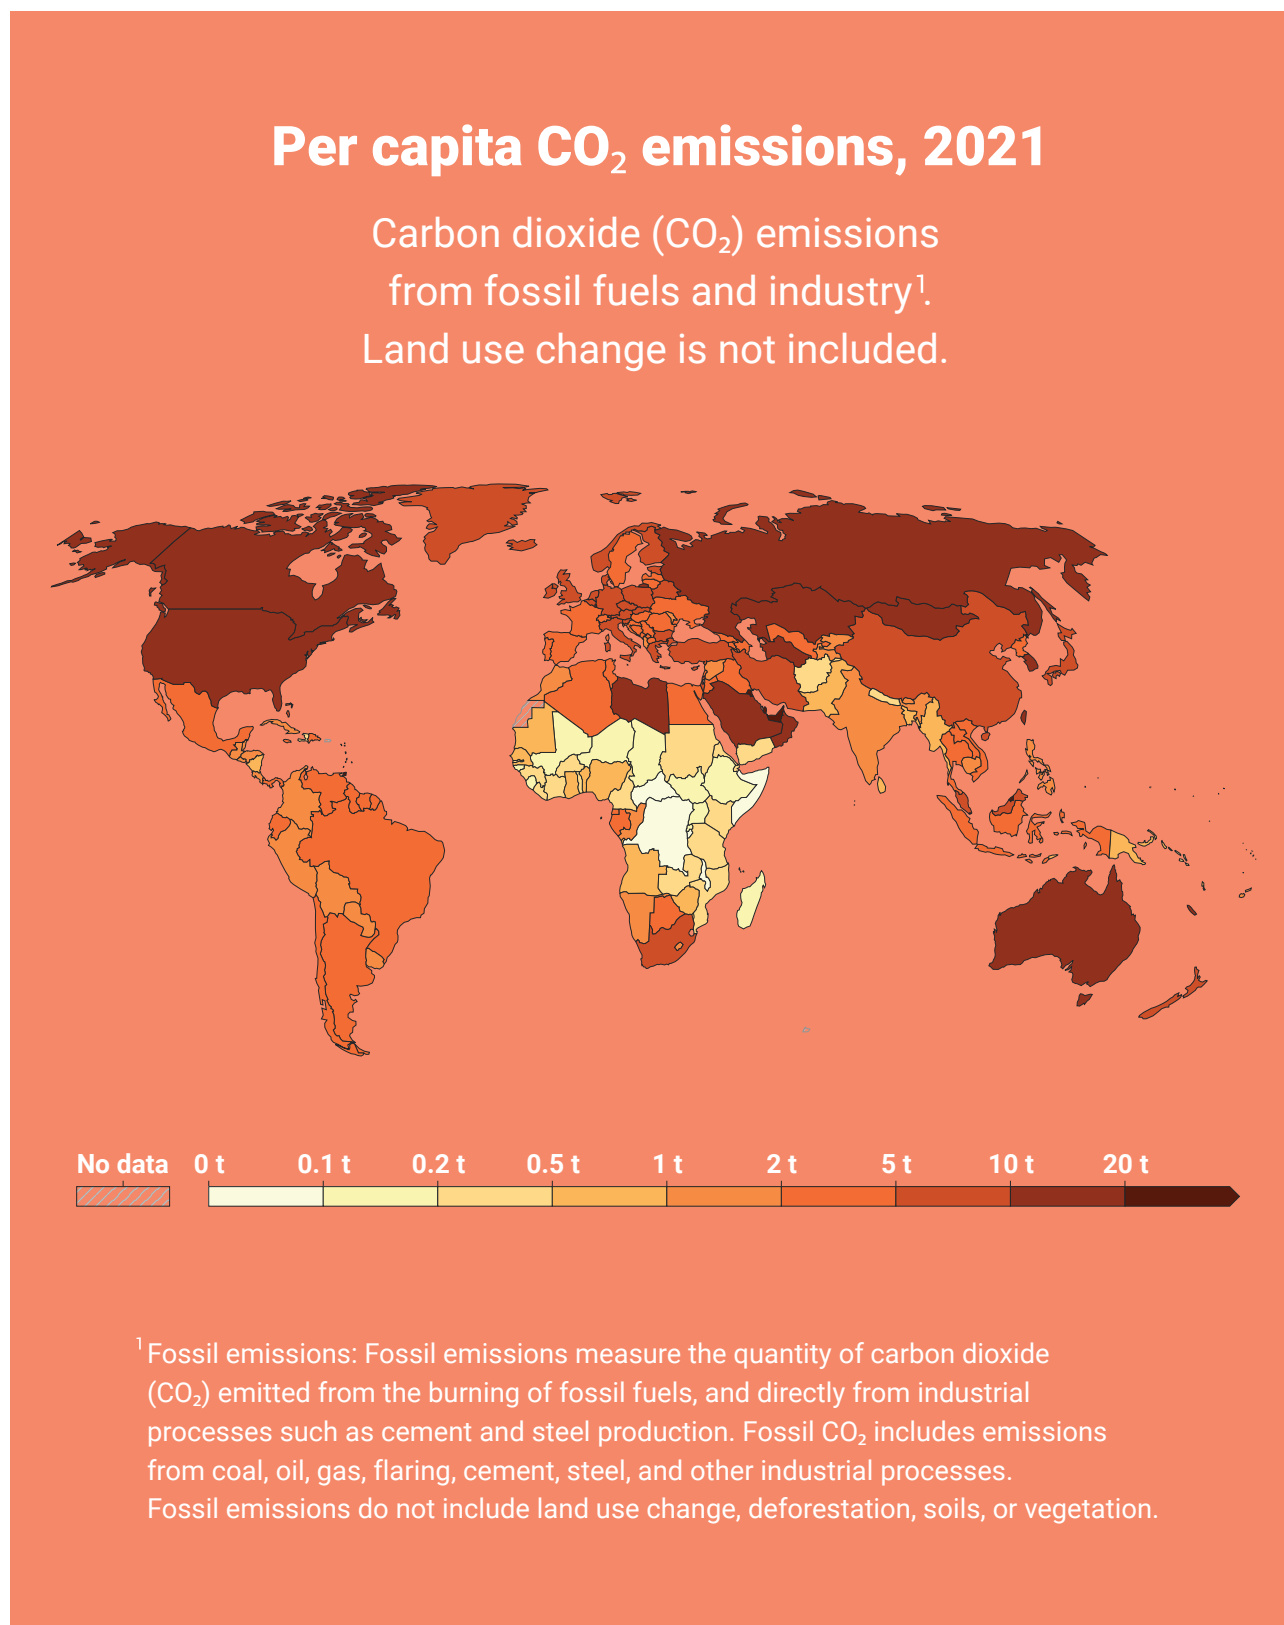 Per capita CO₂ emissions, 2021
Carbon dioxide (CO₂) emissions
from fossil fuels and industry¹.
Land use change is not included.
No data 0 t 0.1 t 0.2 t 0.5 t 1 t 2 t 5 t 10 t 20 t
¹ Fossil emissions: Fossil emissions measure the quantity of carbon dioxide
(CO₂) emitted from the burning of fossil fuels, and directly from industrial
processes such as cement and steel production. Fossil CO₂ includes emissions
from coal, oil, gas, flaring, cement, steel, and other industrial processes.
Fossil emissions do not include land use change, deforestation, soils, or vegetation.